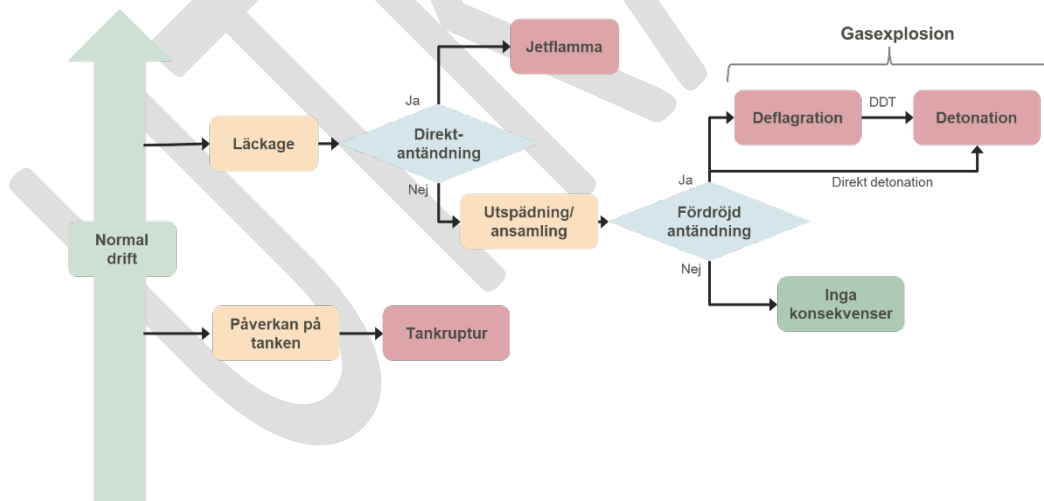 Gasexplosion
Jetflamma
Ja
DDT
Deflagration
Detonation
Läckage
Direkt-
antändning
Nej
Ja
Direkt detonation
Utspädning/
ansamling
Fördröjd
antändning
Normal
drift
Nej
Inga
konsekvenser
Påverkan på
tanken
Tankruptur